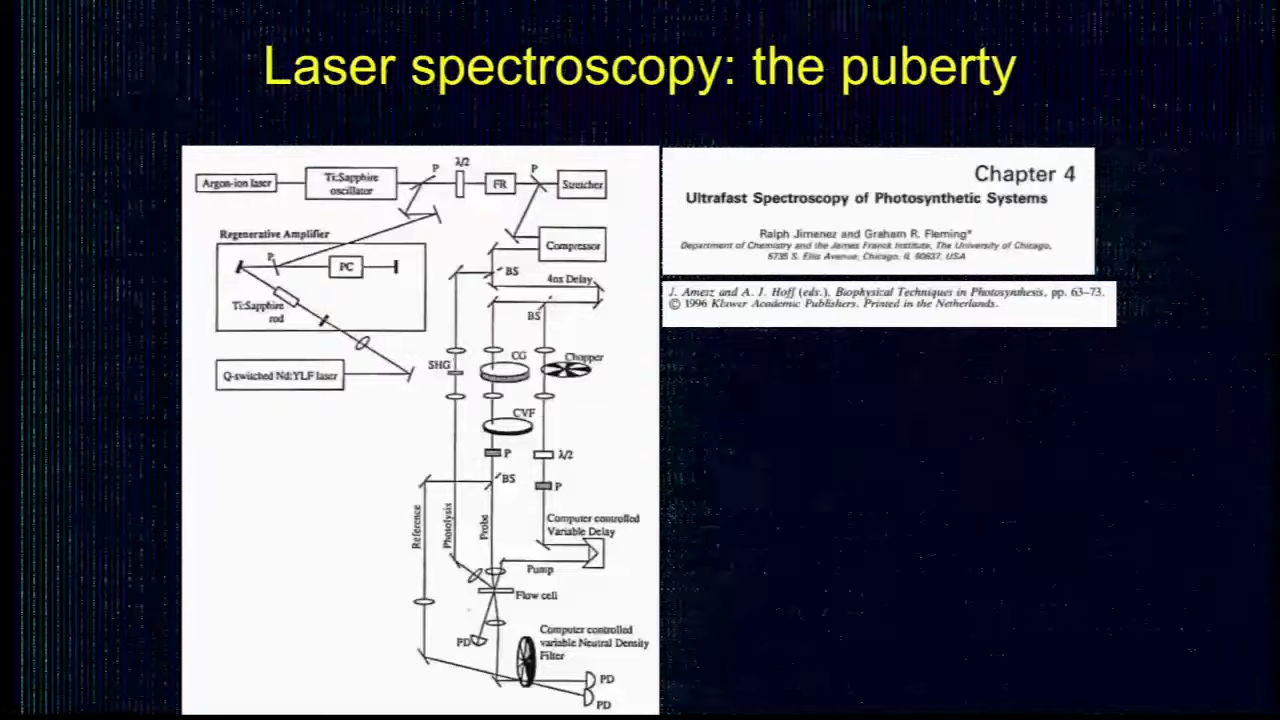 Laser spectroscopy: the puberty
Argon-ion laser
Ti:Sapphire
oscillator
P
λ/2
FR
P
Stretcher
Regenerative Amplifier
P
PC
Ti:Sapphire
rod
Q-switched Nd:YLF laser
Compressor
BS
4ns Delay
BS
SHG
CG
Chopper
CVF
P
λ/2
BS
P
Reference
Photolysis
Probe
Computer controlled
Variable Delay
Pump
Flow cell
PD
Computer controlled
variable Neutral Density
Filter
PD
PD
Chapter 4
Ultrafast Spectroscopy of Photosynthetic Systems
Ralph Jimenez and Graham R. Fleming*
Department of Chemistry and the James Franck Institute, The University of Chicago,
5735 S. Ellis Avenue, Chicago, IL 60637, USA
J. Amesz and A. J. Hoff (eds.), Biophysical Techniques in Photosynthesis, pp. 63–73.
© 1996 Kluwer Academic Publishers. Printed in the Netherlands.